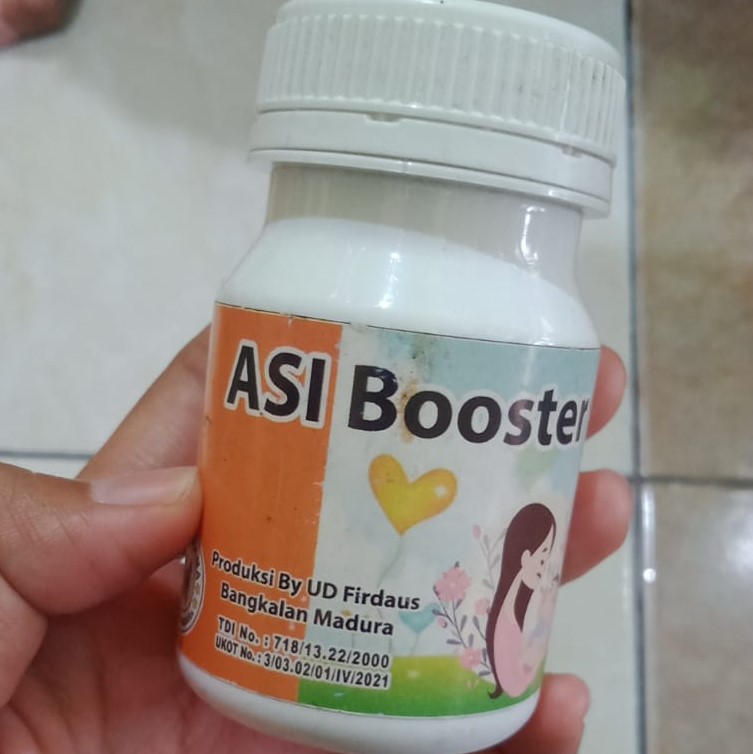 ASI Booster
Produksi By UD Firdaus
Bangkalan Madura
TDI No. : 718/13.22/2000
UKOT No. : 3/03.02/01/IV/2021